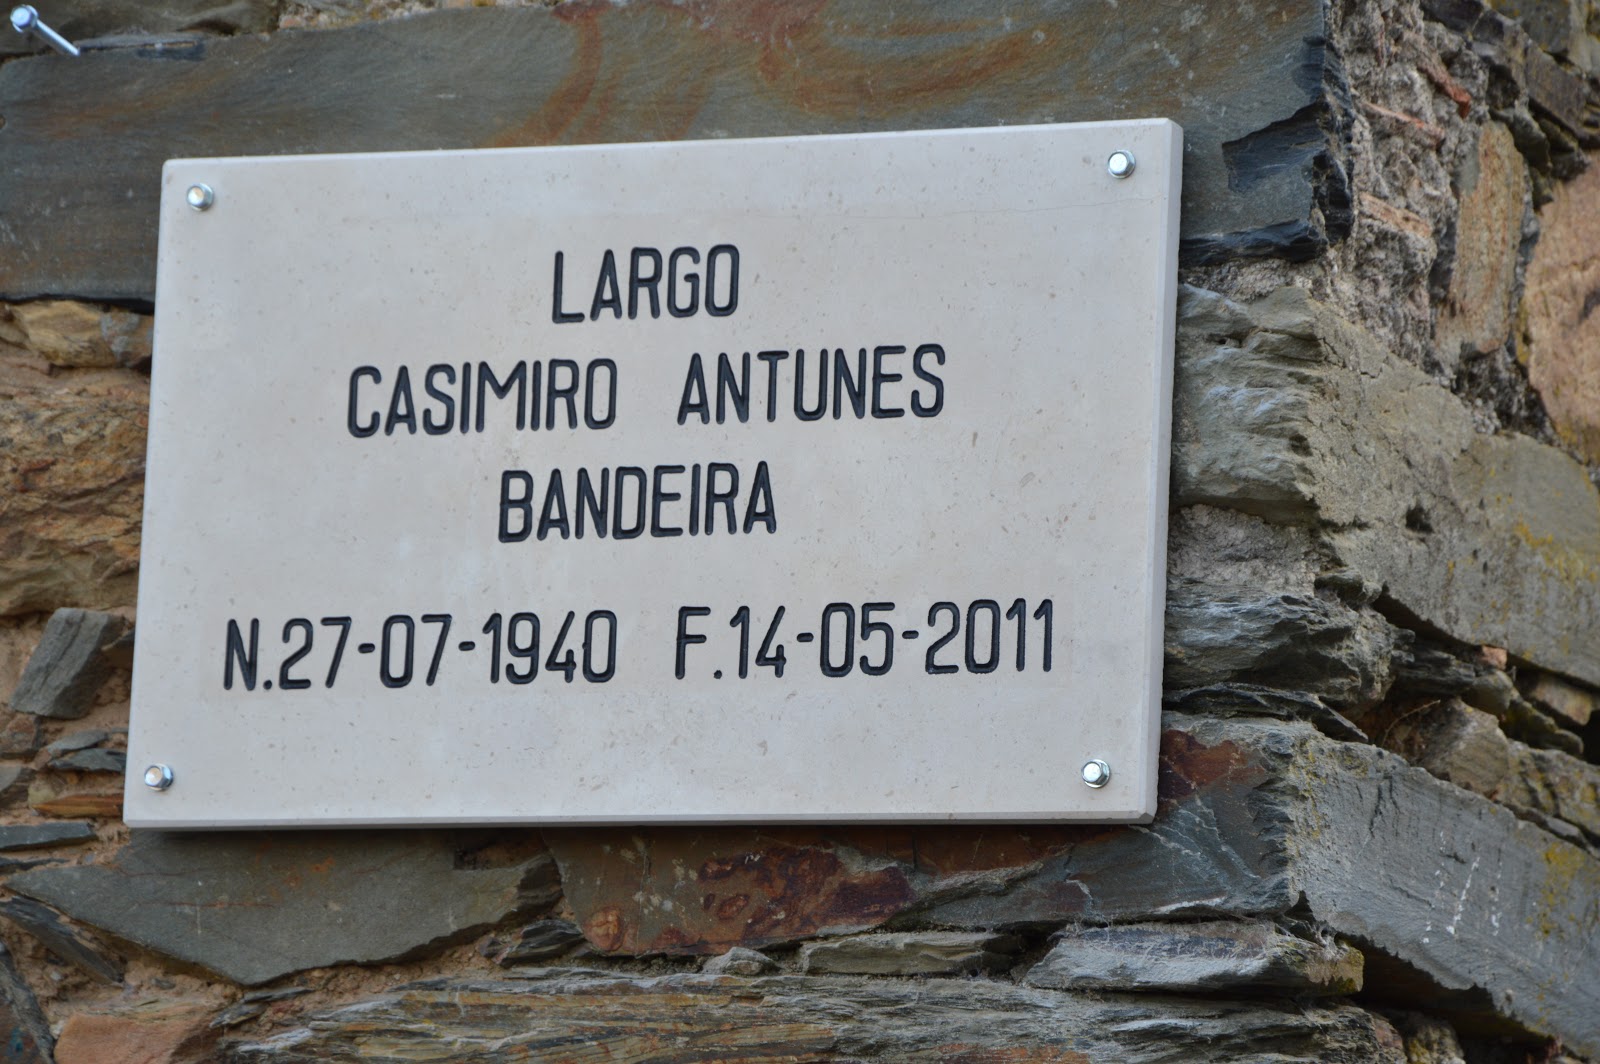 LARGO
CASIMIRO ANTUNES
BANDEIRA
N.27-07-1940 F.14-05-2011